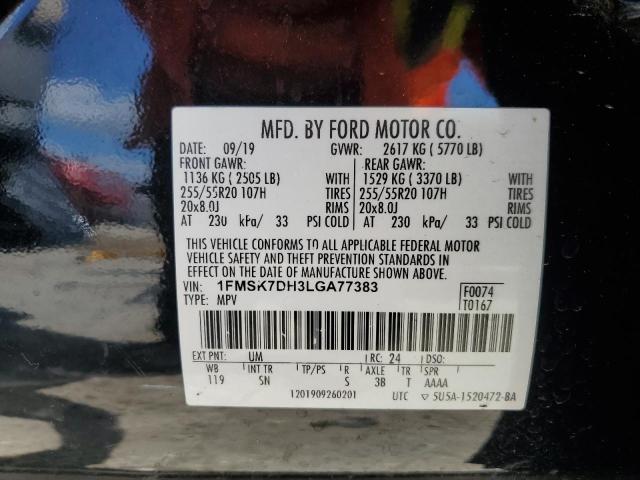 MFD. BY FORD MOTOR CO.
DATE: 09/19 GVWR: 2617 KG ( 5770 LB)
FRONT GAWR: REAR GAWR:
1136 KG ( 2505 LB) WITH 1529 KG ( 3370 LB) WITH
255/55R20 107H TIRES 255/55R20 107H TIRES
20x8.0J RIMS 20x8.0J RIMS
AT 230 kPa/ 33 PSI COLD AT 230 kPa/ 33 PSI COLD
THIS VEHICLE CONFORMS TO ALL APPLICABLE FEDERAL MOTOR
VEHICLE SAFETY AND THEFT PREVENTION STANDARDS IN
EFFECT ON THE DATE OF MANUFACTURE SHOWN ABOVE.
VIN: 1FMSK7DH3LGA77383 F0074
TYPE: MPV T0167
EXT PNT: UM RC: 24 DSO:
WB INT TR TP/PS R AXLE TR SPR
119 SN S 3B T AAAA
1201909260201 UTC ▽5U5A-1520472-BA